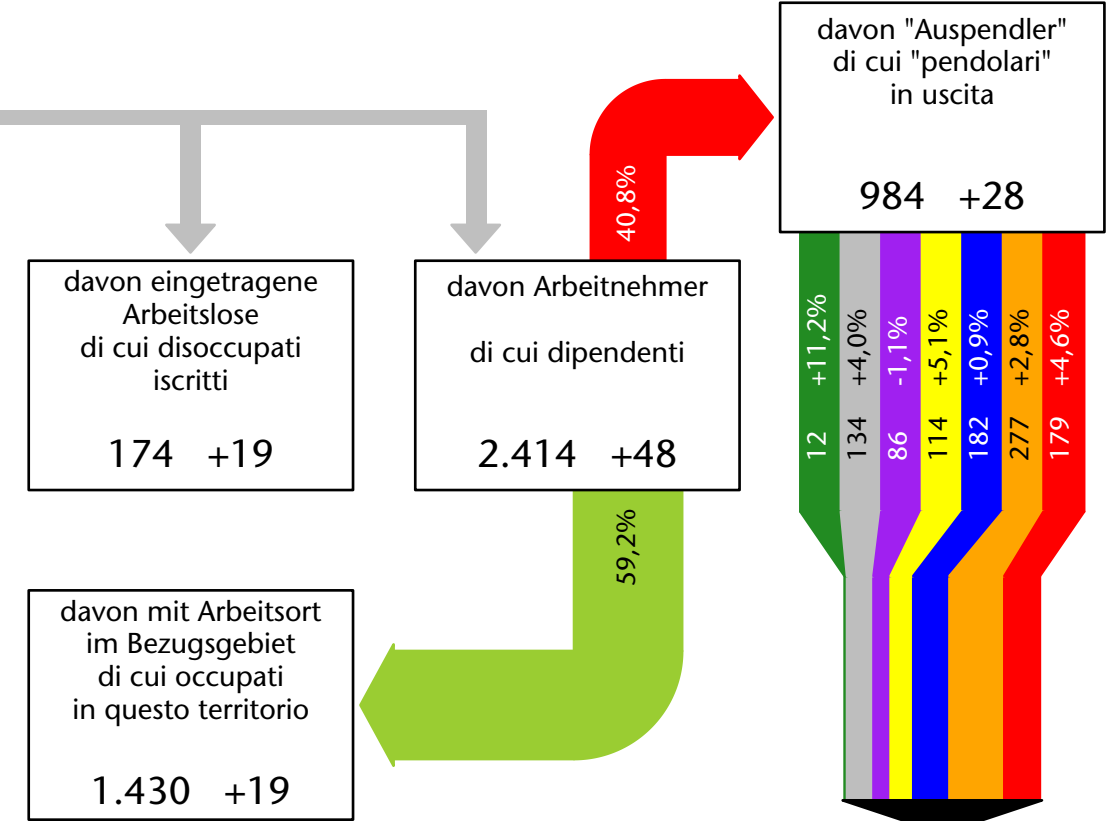 davon "Auspendler"
di cui "pendolari"
in uscita
984 +28
40,8%
davon eingetragene
Arbeitslose
di cui disoccupati
iscritti
174 +19
davon Arbeitnehmer
di cui dipendenti
2.414 +48
12 +11,2%
134 +4,0%
86 -1,1%
114 +5,1%
182 +0,9%
277 +2,8%
179 +4,6%
59,2%
davon mit Arbeitsort
im Bezugsgebiet
di cui occupati
in questo territorio
1.430 +19